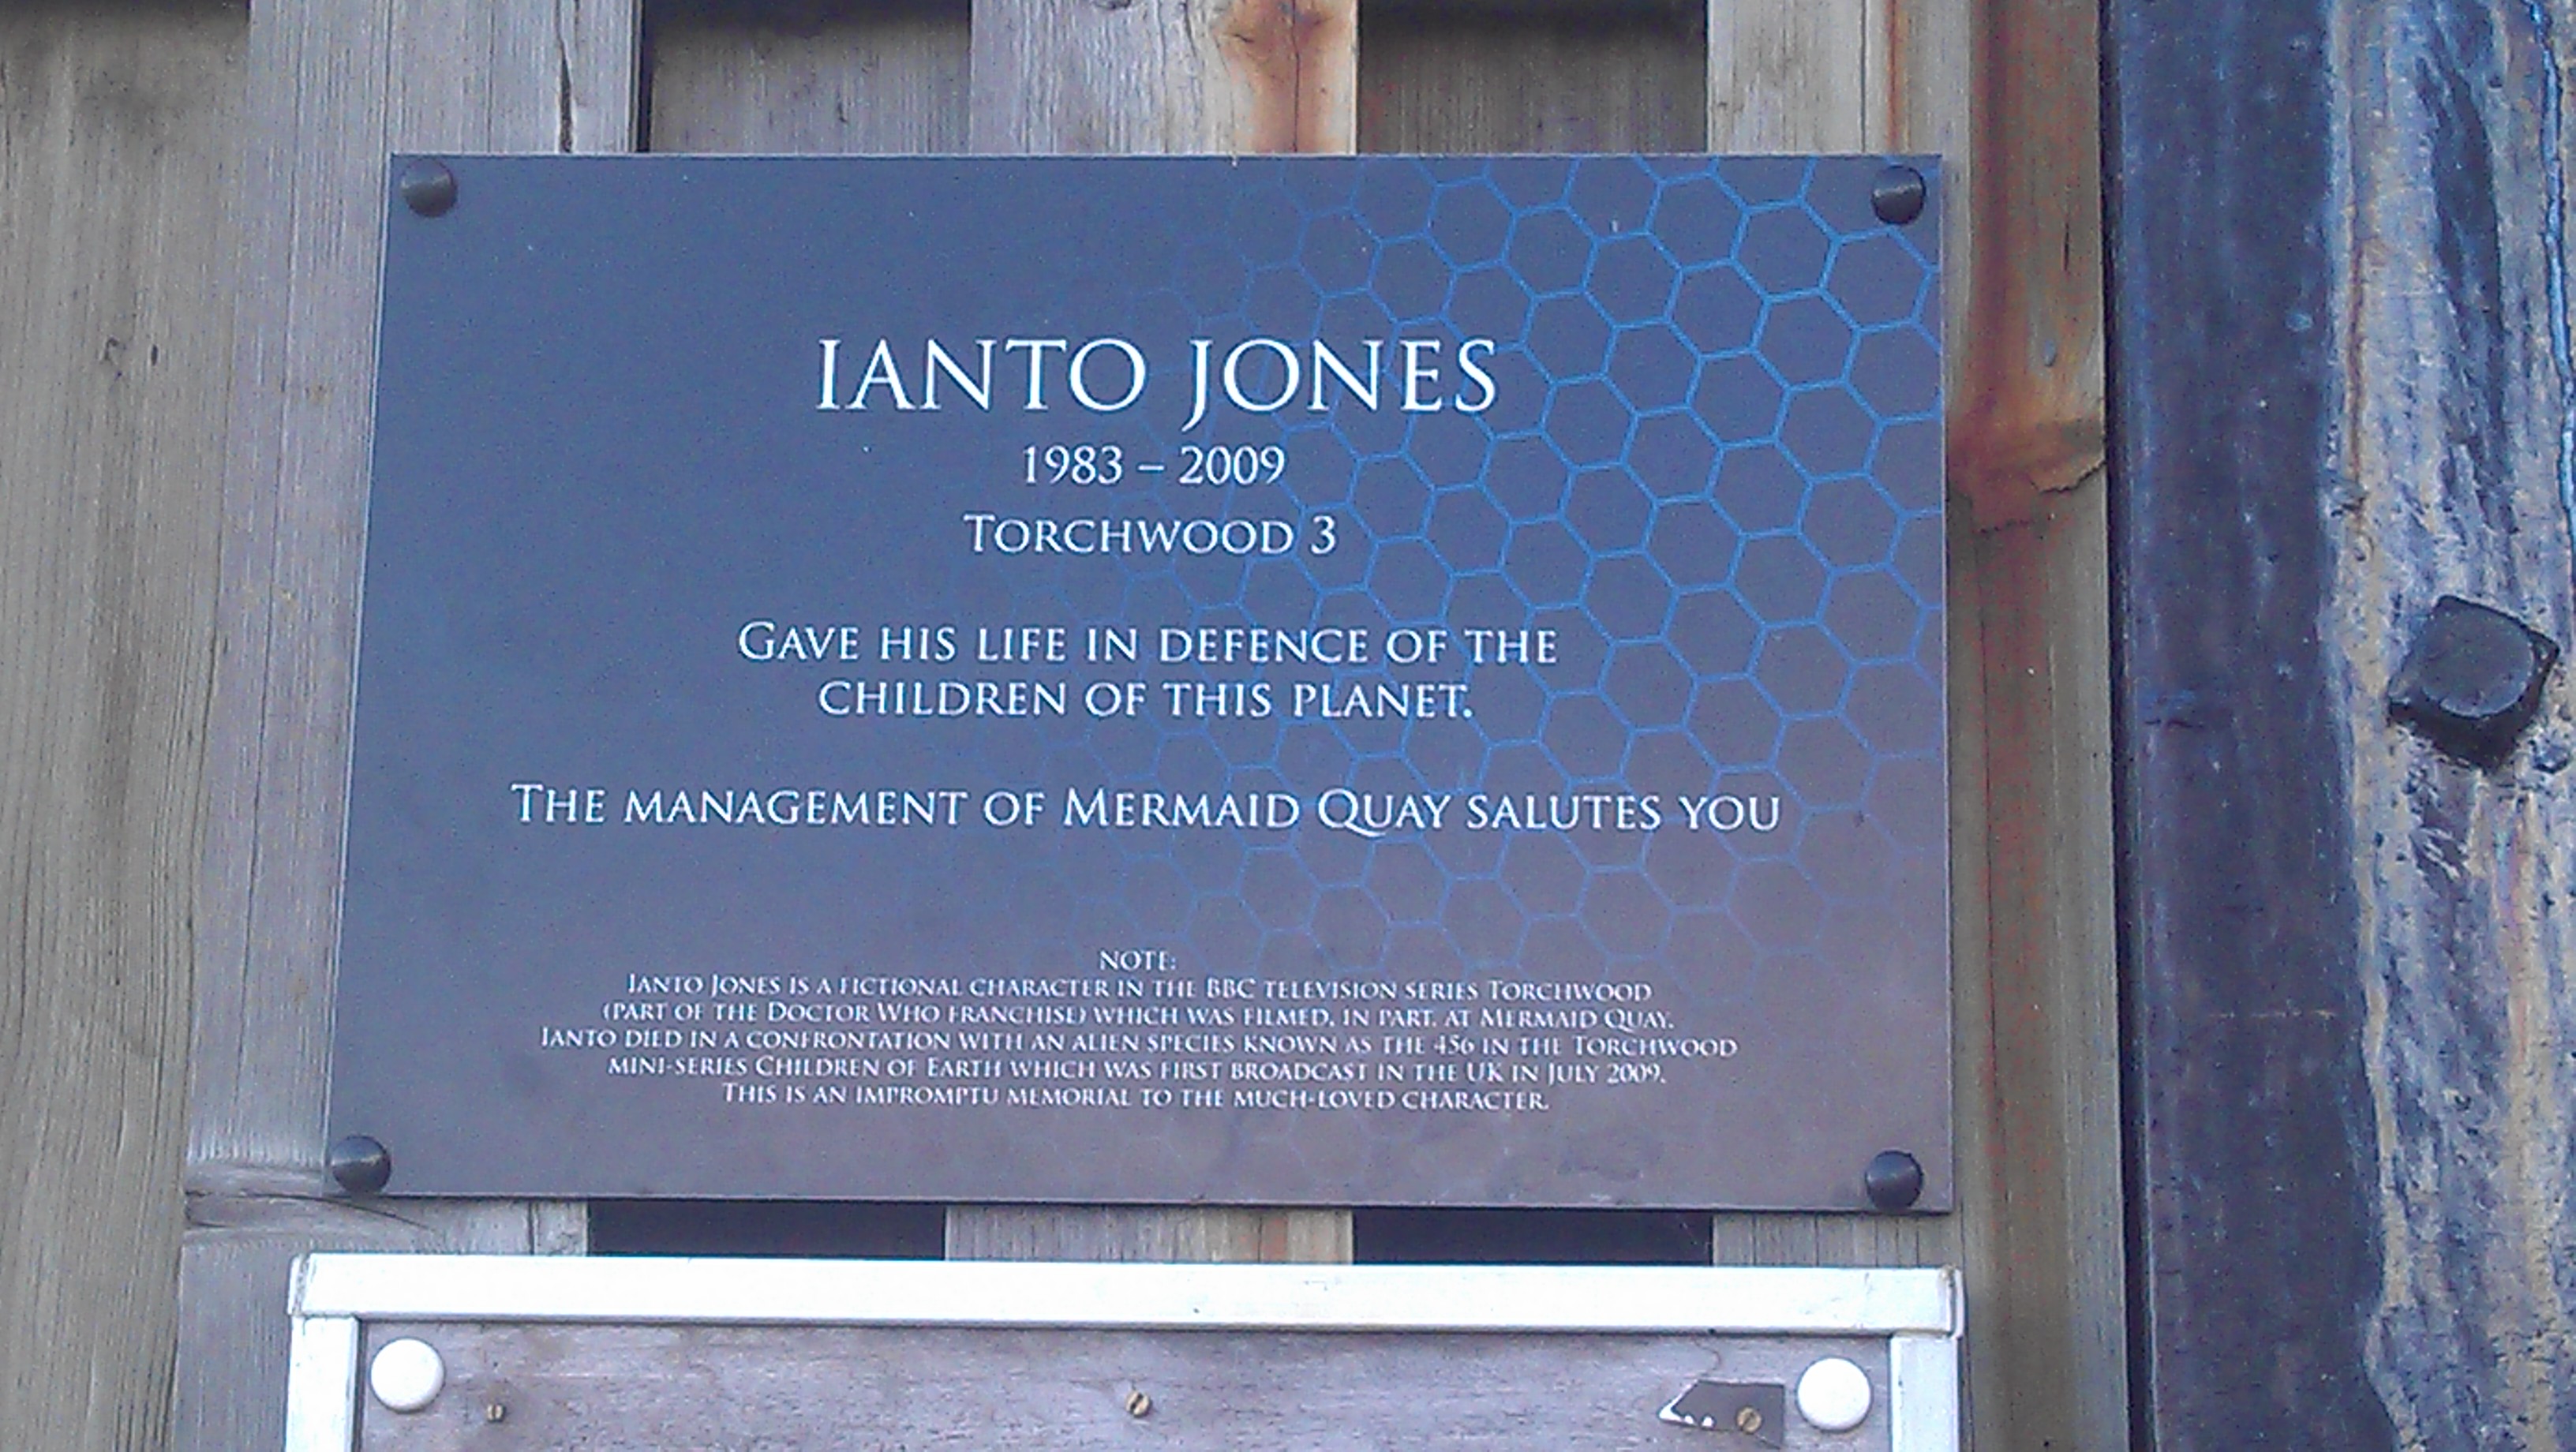 IANTO JONES
1983 – 2009
TORCHWOOD 3
GAVE HIS LIFE IN DEFENCE OF THE
CHILDREN OF THIS PLANET.
THE MANAGEMENT OF MERMAID QUAY SALUTES YOU
NOTE:
IANTO JONES IS A FICTIONAL CHARACTER IN THE BBC TELEVISION SERIES TORCHWOOD
(PART OF THE DOCTOR WHO FRANCHISE) WHICH WAS FILMED, IN PART, AT MERMAID QUAY.
IANTO DIED IN A CONFRONTATION WITH AN ALIEN SPECIES KNOWN AS THE 456 IN THE TORCHWOOD
MINI-SERIES CHILDREN OF EARTH WHICH WAS FIRST BROADCAST IN THE UK IN JULY 2009.
THIS IS AN IMPROMPTU MEMORIAL TO THE MUCH-LOVED CHARACTER.